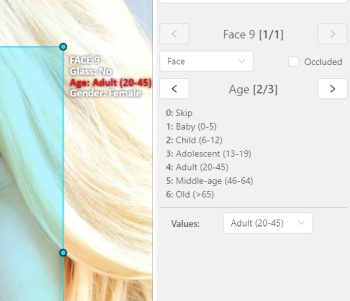 FACE 9
Glass: No
Age: Adult (20-45)
Gender: Female
Face 9 [1/1]
Face
Occluded
Age [2/3]
0: Skip
1: Baby (0-5)
2: Child (6-12)
3: Adolescent (13-19)
4: Adult (20-45)
5: Middle-age (46-64)
6: Old (>65)
Values: Adult (20-45)